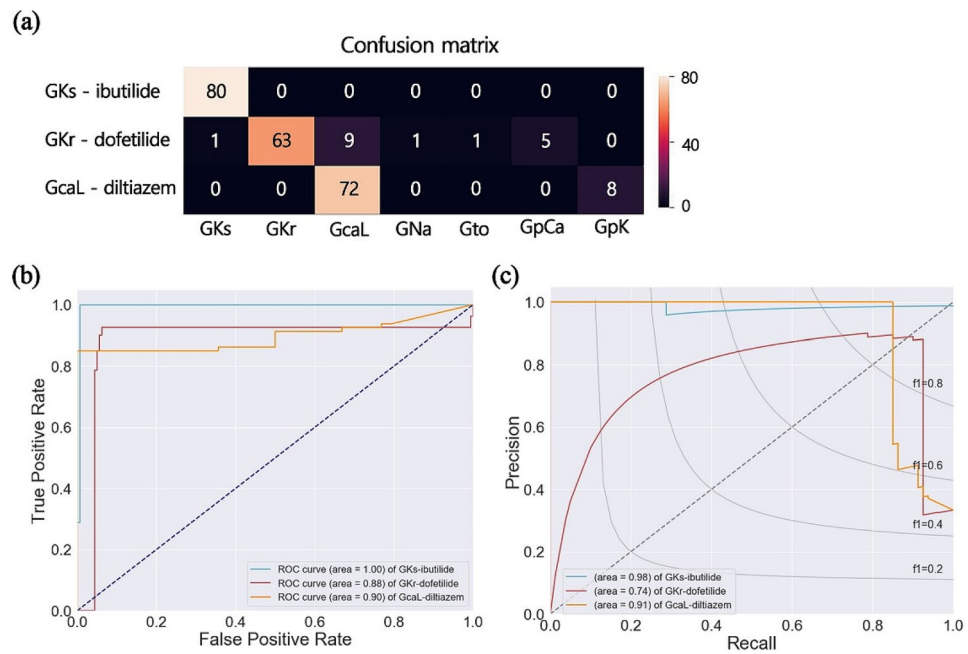 (a)
Confusion matrix
GKs - ibutilide 80 0 0 0 0 0 0
GKr - dofetilide 1 63 9 1 1 5 0
GcaL - diltiazem 0 0 72 0 0 0 8
GKs GKr GcaL GNa Gto GpCa GpK
80
40
0
(b)
True Positive Rate
1.0
0.8
0.6
0.4
0.2
0.0
ROC curve (area = 1.00) of GKs-ibutilide
ROC curve (area = 0.88) of GKr-dofetilide
ROC curve (area = 0.90) of GcaL-diltiazem
0.0 0.2 0.4 0.6 0.8 1.0
False Positive Rate
(c)
Precision
1.0
0.8
0.6
0.4
0.2
0.0
f1=0.8
f1=0.6
f1=0.4
f1=0.2
(area = 0.98) of GKs-ibutilide
(area = 0.74) of GKr-dofetilide
(area = 0.91) of GcaL-diltiazem
0.0 0.2 0.4 0.6 0.8 1.0
Recall